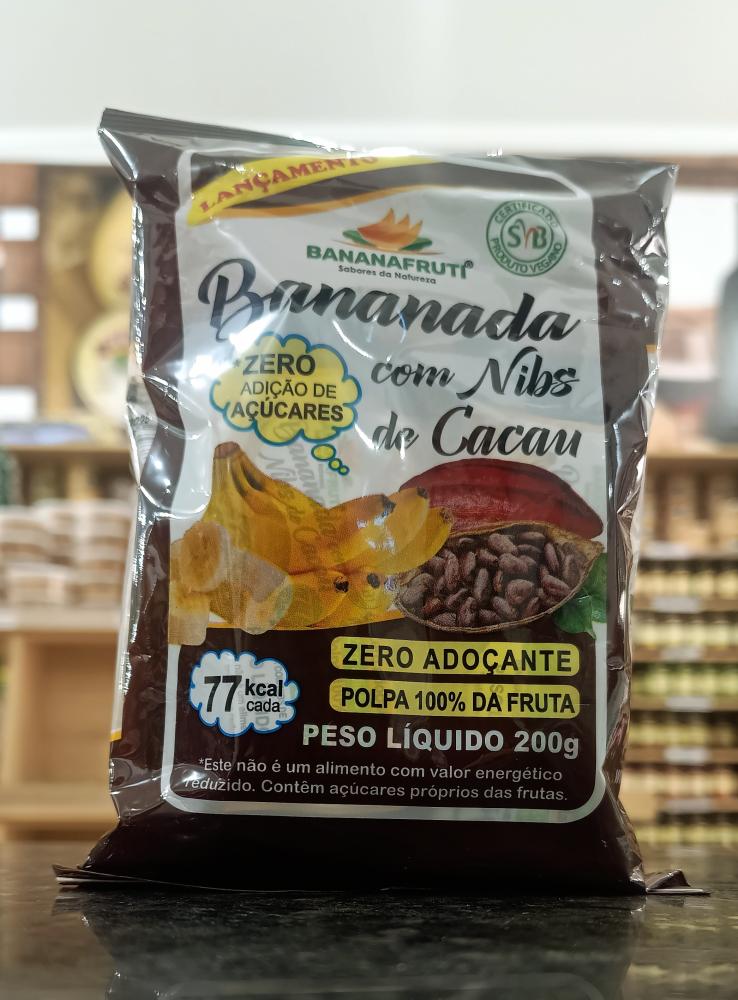 LANÇAMENTO
BANANAFRUTI®
Sabores da Natureza
CERTIFICADO
SVB
PRODUTO VEGANO
Bananada
com Nibs
de Cacau
ZERO
ADIÇÃO DE
AÇÚCARES
ZERO ADOÇANTE
77 kcal
cada
POLPA 100% DA FRUTA
PESO LÍQUIDO 200g
*Este não é um alimento com valor energético
reduzido. Contêm açúcares próprios das frutas.